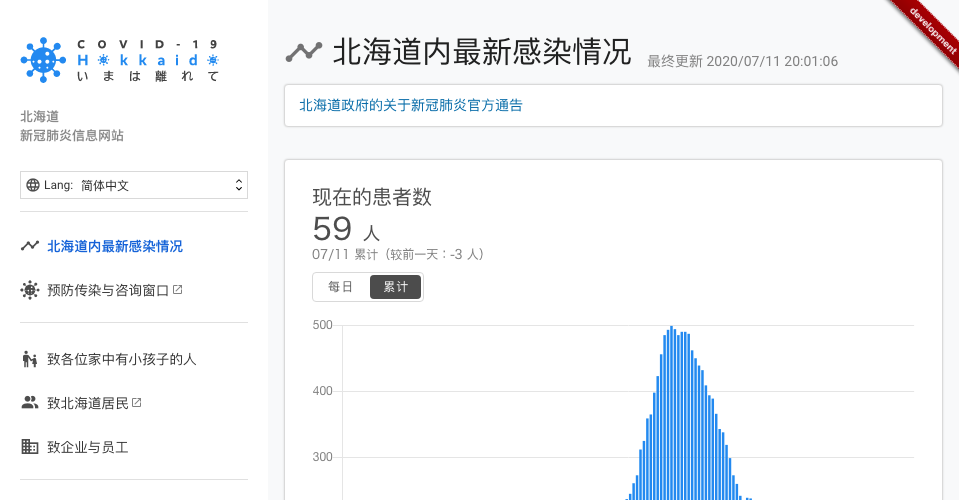 COVID-19
Hokkaido
いまは離れて
北海道
新冠肺炎信息网站
Lang: 简体中文
北海道内最新感染情况
预防传染与咨询窗口
致各位家中有小孩子的人
致北海道居民
致企业与员工
development
北海道内最新感染情况 最终更新 2020/07/11 20:01:06
北海道政府的关于新冠肺炎官方通告
现在的患者数
59 人
07/11 累计（较前一天：-3 人）
每日 累计
500
400
300